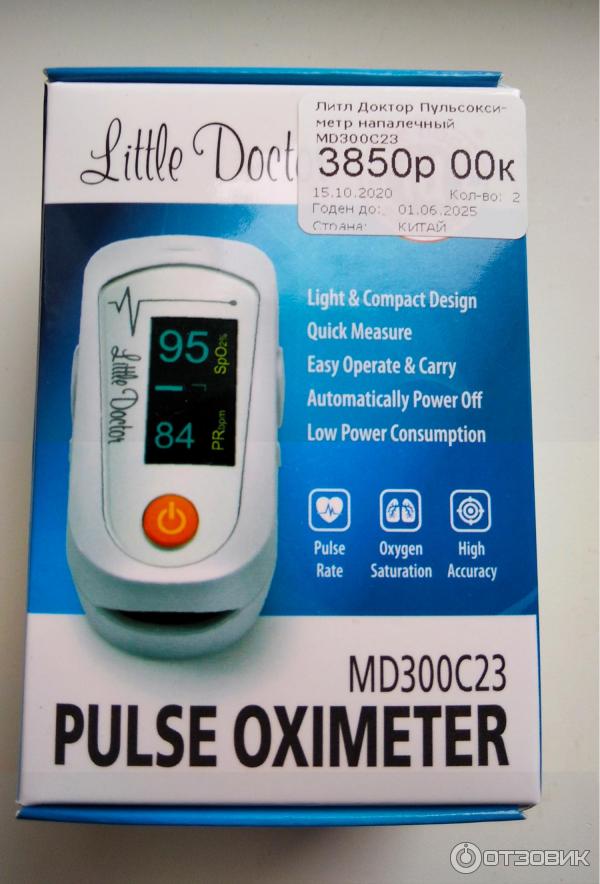 Little Docto
Литл Доктор Пульсокси-
метр напалечный
MD300C23
3850р 00к
15.10.2020 Кол-во: 2
Годен до: 01.06.2025
Страна: КИТАЙ
Light & Compact Design
Quick Measure
Easy Operate & Carry
Automatically Power Off
Low Power Consumption
Little Doctor
95 SpO2%
84 PRbpm
Pulse Rate
Oxygen Saturation
High Accuracy
MD300C23
PULSE OXIMETER
ОТЗОВИК